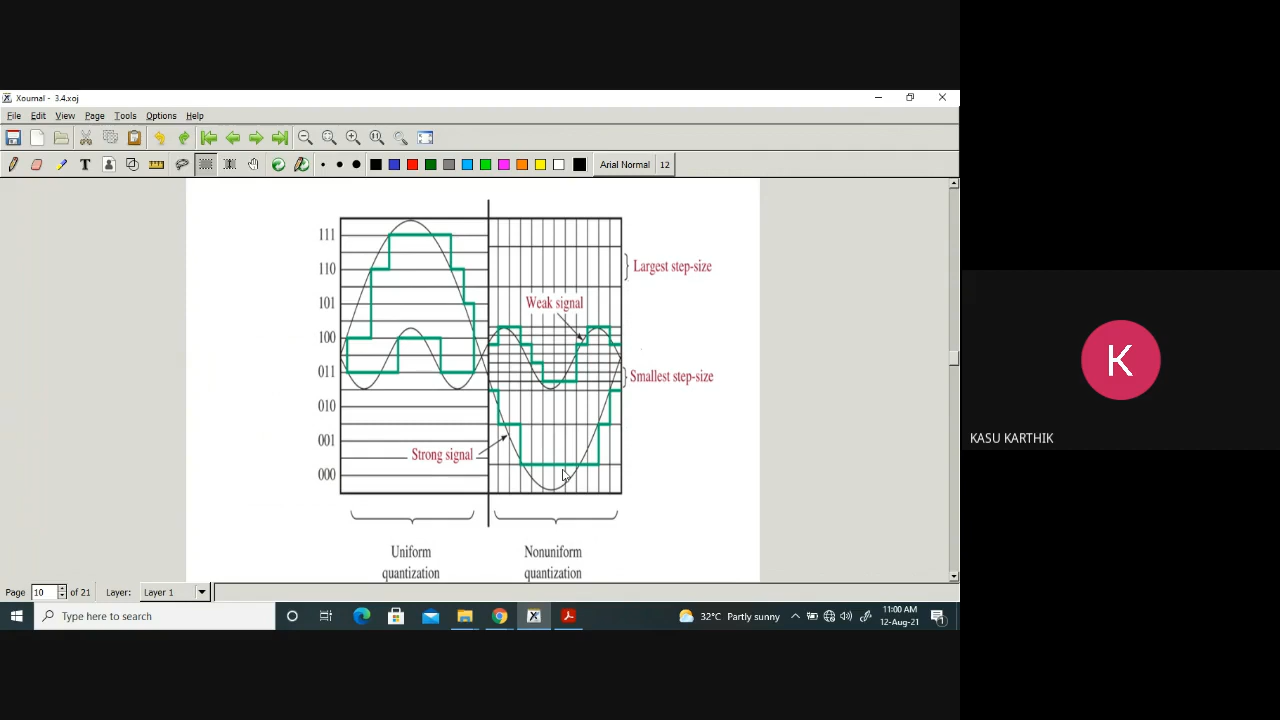 Xournal - 3.4.xoj
File Edit View Page Tools Options Help
T Arial Normal 12
111
110 Largest step-size
101 Weak signal
100
011 Smallest step-size
010
001
Strong signal
000
Uniform Nonuniform
quantization quantization
K
KASU KARTHIK
Page 10 of 21 Layer: Layer 1
Type here to search
32°C Partly sunny
11:00 AM
12-Aug-21
1